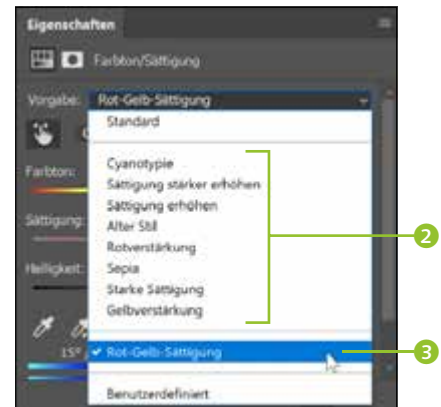 Eigenschaften
Farbton/Sättigung
Vorgabe: Rot-Gelb-Sättigung
Standard
Cyanotypie
Sättigung stärker erhöhen
Sättigung erhöhen
Alter Stil
Rotverstärkung
Sepia
Starke Sättigung
Gelbverstärkung
Rot-Gelb-Sättigung
Benutzerdefiniert
Farbton:
Sättigung:
Helligkeit:
15°
2
3